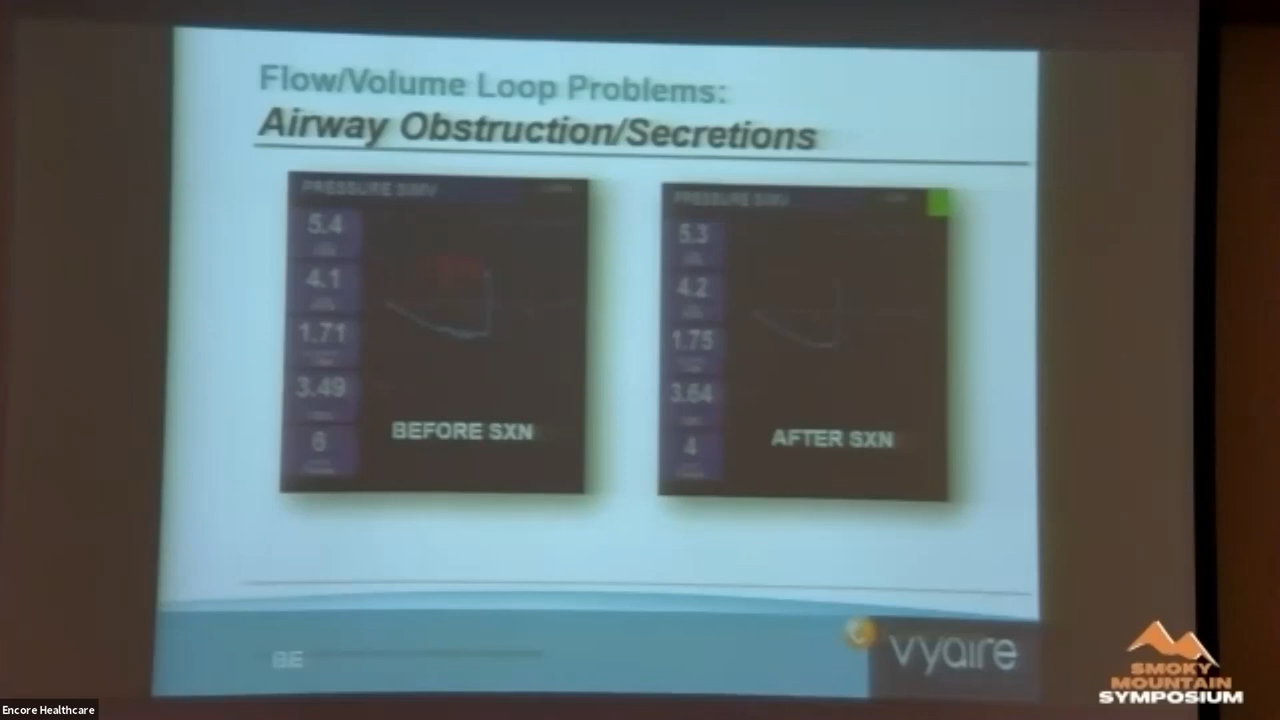 Flow/Volume Loop Problems:
Airway Obstruction/Secretions
PRESSURE SIMV
5.4
4.1
1.71
3.49
6
BEFORE SXN
PRESSURE SIMV
5.3
4.2
1.75
3.64
4
AFTER SXN
BE
vyaire
SMOKY
MOUNTAIN
SYMPOSIUM
Encore Healthcare